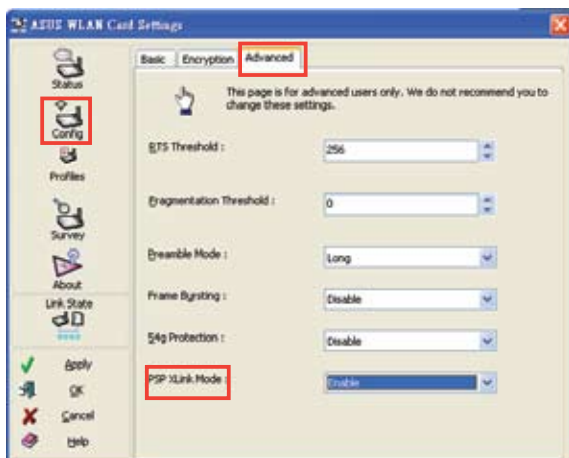 ASUS WLAN Card Settings
Status
Config
Profiles
Survey
About
Link State
Apply
OK
Cancel
Help
Basic Encryption Advanced
This page is for advanced users only. We do not recommend you to
change these settings.
RTS Threshold : 256
Fragmentation Threshold : 0
Preamble Mode : Long
Frame Bursting : Disable
54g Protection : Disable
PSP XLink Mode : Enable